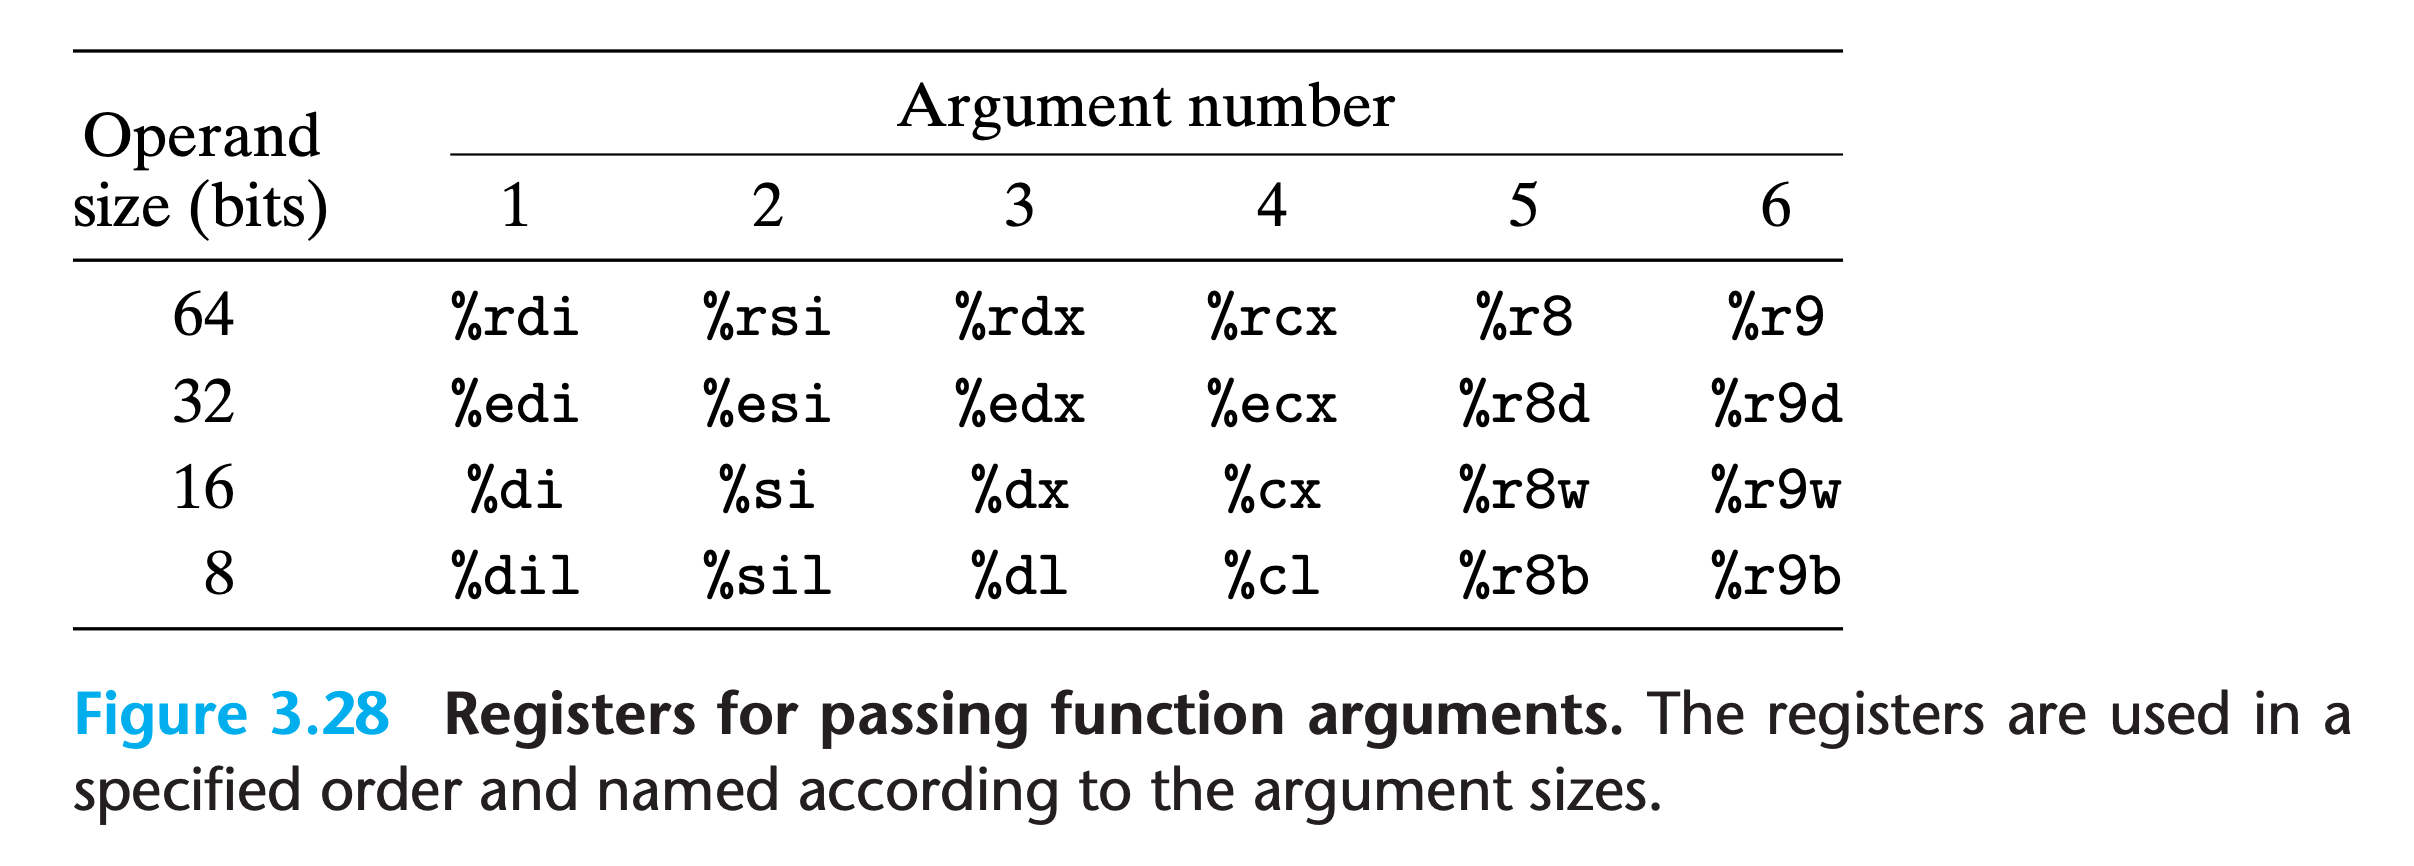 Argument number
Operand
size (bits) 1 2 3 4 5 6
64 %rdi %rsi %rdx %rcx %r8 %r9
32 %edi %esi %edx %ecx %r8d %r9d
16 %di %si %dx %cx %r8w %r9w
8 %dil %sil %dl %cl %r8b %r9b
Figure 3.28 Registers for passing function arguments. The registers are used in a
specified order and named according to the argument sizes.